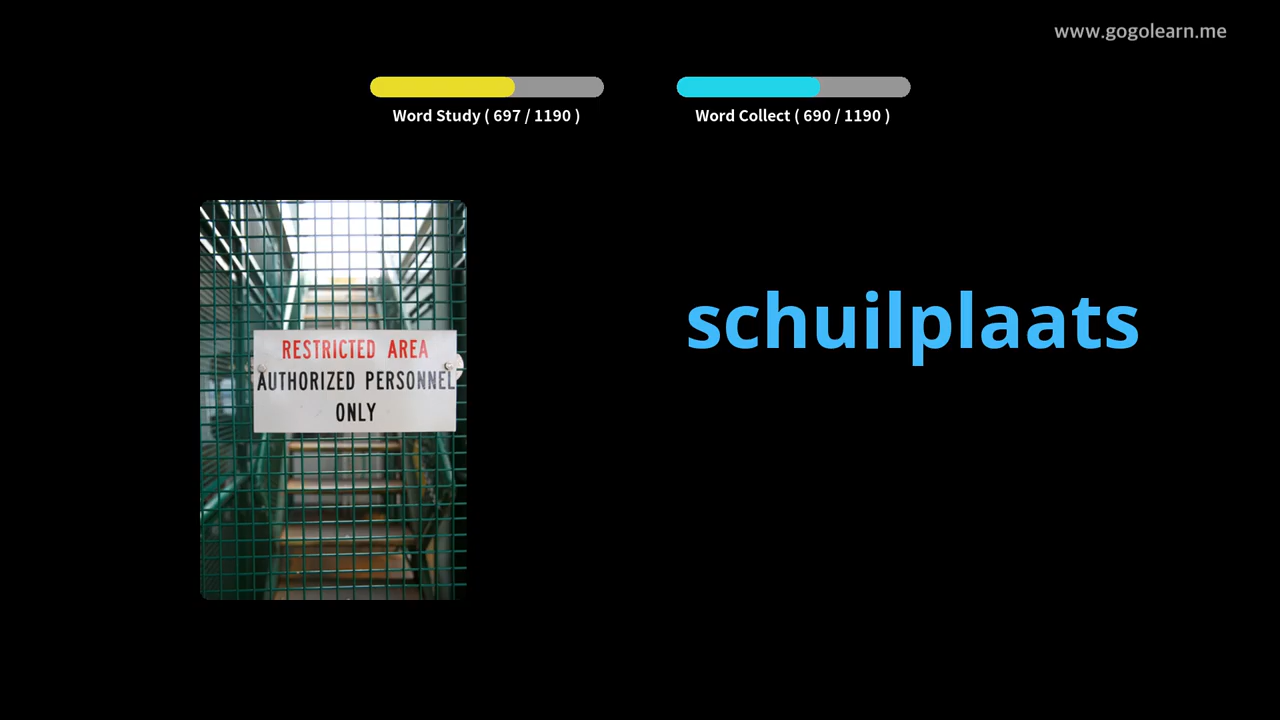 www.gogolearn.me
Word Study ( 697 / 1190 )
Word Collect ( 690 / 1190 )
RESTRICTED AREA
AUTHORIZED PERSONNEL
ONLY
schuilplaats